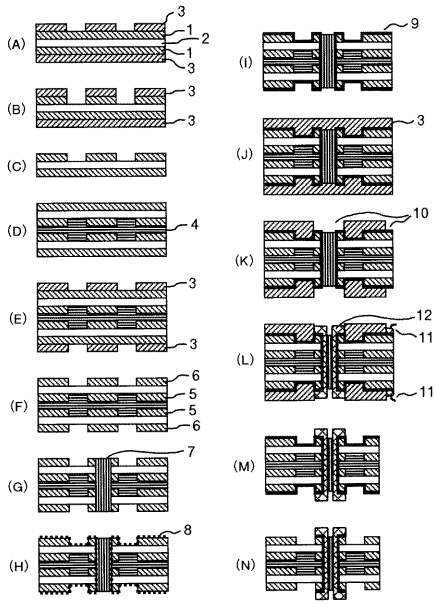 (A) 3 1 2 1 3
(B) 3 3
(C)
(D) 4
(E) 3 3
(F) 6 5 5 6
(G) 7
(H) 8
(I) 9
(J) 3
(K) 10
(L) 12 11 11
(M)
(N)